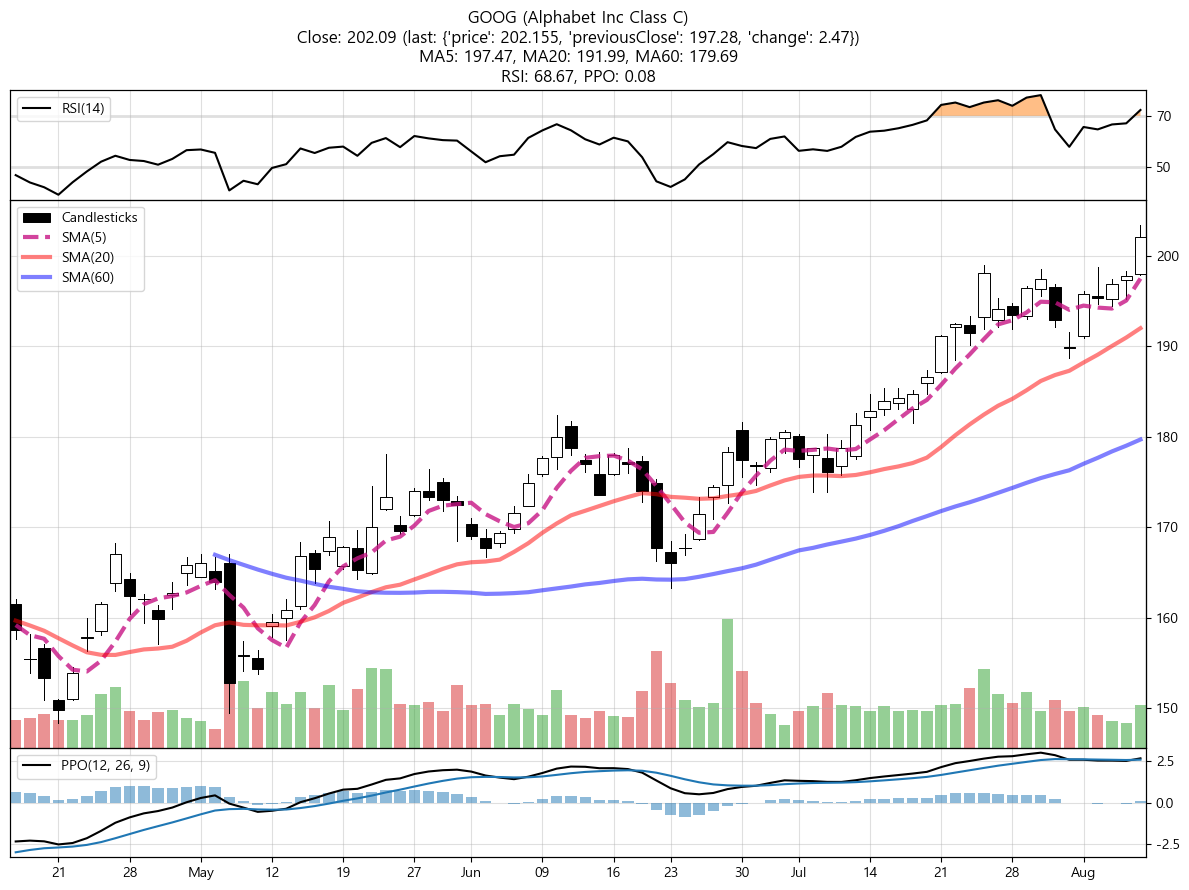 GOOG (Alphabet Inc Class C)
Close: 202.09 (last: {'price': 202.155, 'previousClose': 197.28, 'change': 2.47})
MA5: 197.47, MA20: 191.99, MA60: 179.69
RSI: 68.67, PPO: 0.08
RSI(14)
70
50
Candlesticks
SMA(5)
SMA(20)
SMA(60)
200
190
180
170
160
150
PPO(12, 26, 9)
2.5
0.0
−2.5
21 28 May 12 19 27 Jun 09 16 23 30 Jul 14 21 28 Aug